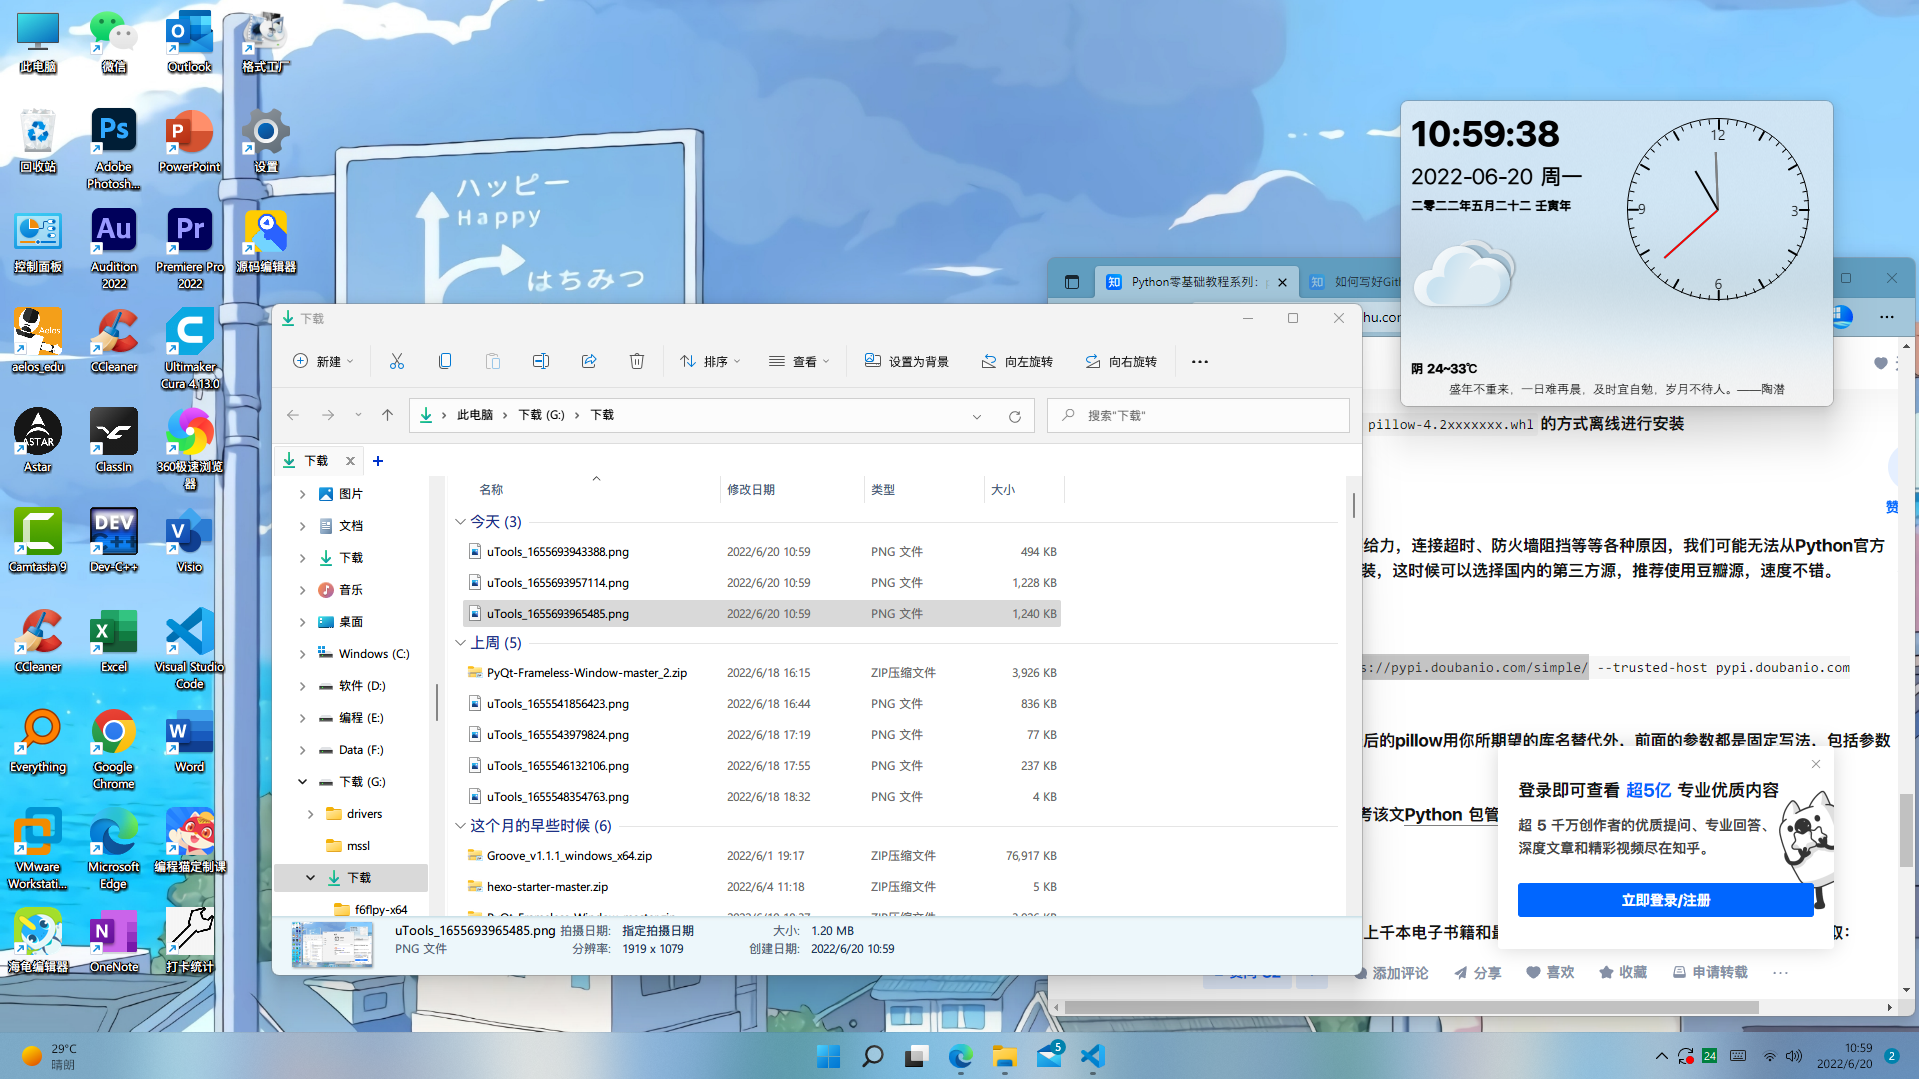 此电脑
微信
Outlook
格式工厂
回收站
Adobe
Photosh...
PowerPoint
设置
控制面板
Audition
2022
Premiere Pro
2022
源码编辑器
aelos_edu
CCleaner
Ultimaker
Cura 4.13.0
Astar
ClassIn
360极速浏览
器
Camtasia 9
Dev-C++
Visio
CCleaner
Excel
Visual Studio
Code
Everything
Google
Chrome
Word
VMware
Workstati...
Microsoft
Edge
编程猫定制课
海龟编辑器
OneNote
打卡统计
ハッピー
Happy
はちみつ
10:59:38
2022-06-20 周一
二零二二年五月二十二 壬寅年
12
3
6
9
阴 24~33℃
盛年不重来，一日难再晨，及时宜自勉，岁月不待人。——陶潜
Python零基础教程系列：
如何写好Gith
hu.con
下载
新建
排序
查看
设置为背景
向左旋转
向右旋转
此电脑 > 下载 (G:) > 下载
搜索"下载"
下载
图片
文档
下载
音乐
桌面
Windows (C:)
软件 (D:)
编程 (E:)
Data (F:)
下载 (G:)
drivers
mssl
下载
f6flpy-x64
名称 修改日期 类型 大小
今天 (3)
uTools_1655693943388.png 2022/6/20 10:59 PNG 文件 494 KB
uTools_1655693957114.png 2022/6/20 10:59 PNG 文件 1,228 KB
uTools_1655693965485.png 2022/6/20 10:59 PNG 文件 1,240 KB
上周 (5)
PyQt-Frameless-Window-master_2.zip 2022/6/18 16:15 ZIP压缩文件 3,926 KB
uTools_1655541856423.png 2022/6/18 16:44 PNG 文件 836 KB
uTools_1655543979824.png 2022/6/18 17:19 PNG 文件 77 KB
uTools_1655546132106.png 2022/6/18 17:55 PNG 文件 237 KB
uTools_1655548354763.png 2022/6/18 18:32 PNG 文件 4 KB
这个月的早些时候 (6)
Groove_v1.1.1_windows_x64.zip 2022/6/1 19:17 ZIP压缩文件 76,917 KB
hexo-starter-master.zip 2022/6/4 11:18 ZIP压缩文件 5 KB
uTools_1655693965485.png 拍摄日期: 指定拍摄日期 大小: 1.20 MB
PNG 文件 分辨率: 1919 x 1079 创建日期: 2022/6/20 10:59
pillow-4.2xxxxxxx.whl 的方式离线进行安装
赞
给力，连接超时、防火墙阻挡等等各种原因，我们可能无法从Python官方
装，这时候可以选择国内的第三方源，推荐使用豆瓣源，速度不错。
s://pypi.doubanio.com/simple/ --trusted-host pypi.doubanio.com
后的pillow用你所期望的库名替代外，前面的参数都是固定写法，包括参数
考该文Python 包管
登录即可查看 超5亿 专业优质内容
超 5 千万创作者的优质提问、专业回答、
深度文章和精彩视频尽在知乎。
立即登录/注册
上千本电子书籍和最
添加评论 分享 喜欢 收藏 申请转载 ...
29°C
晴朗
5
24
10:59
2022/6/20
2